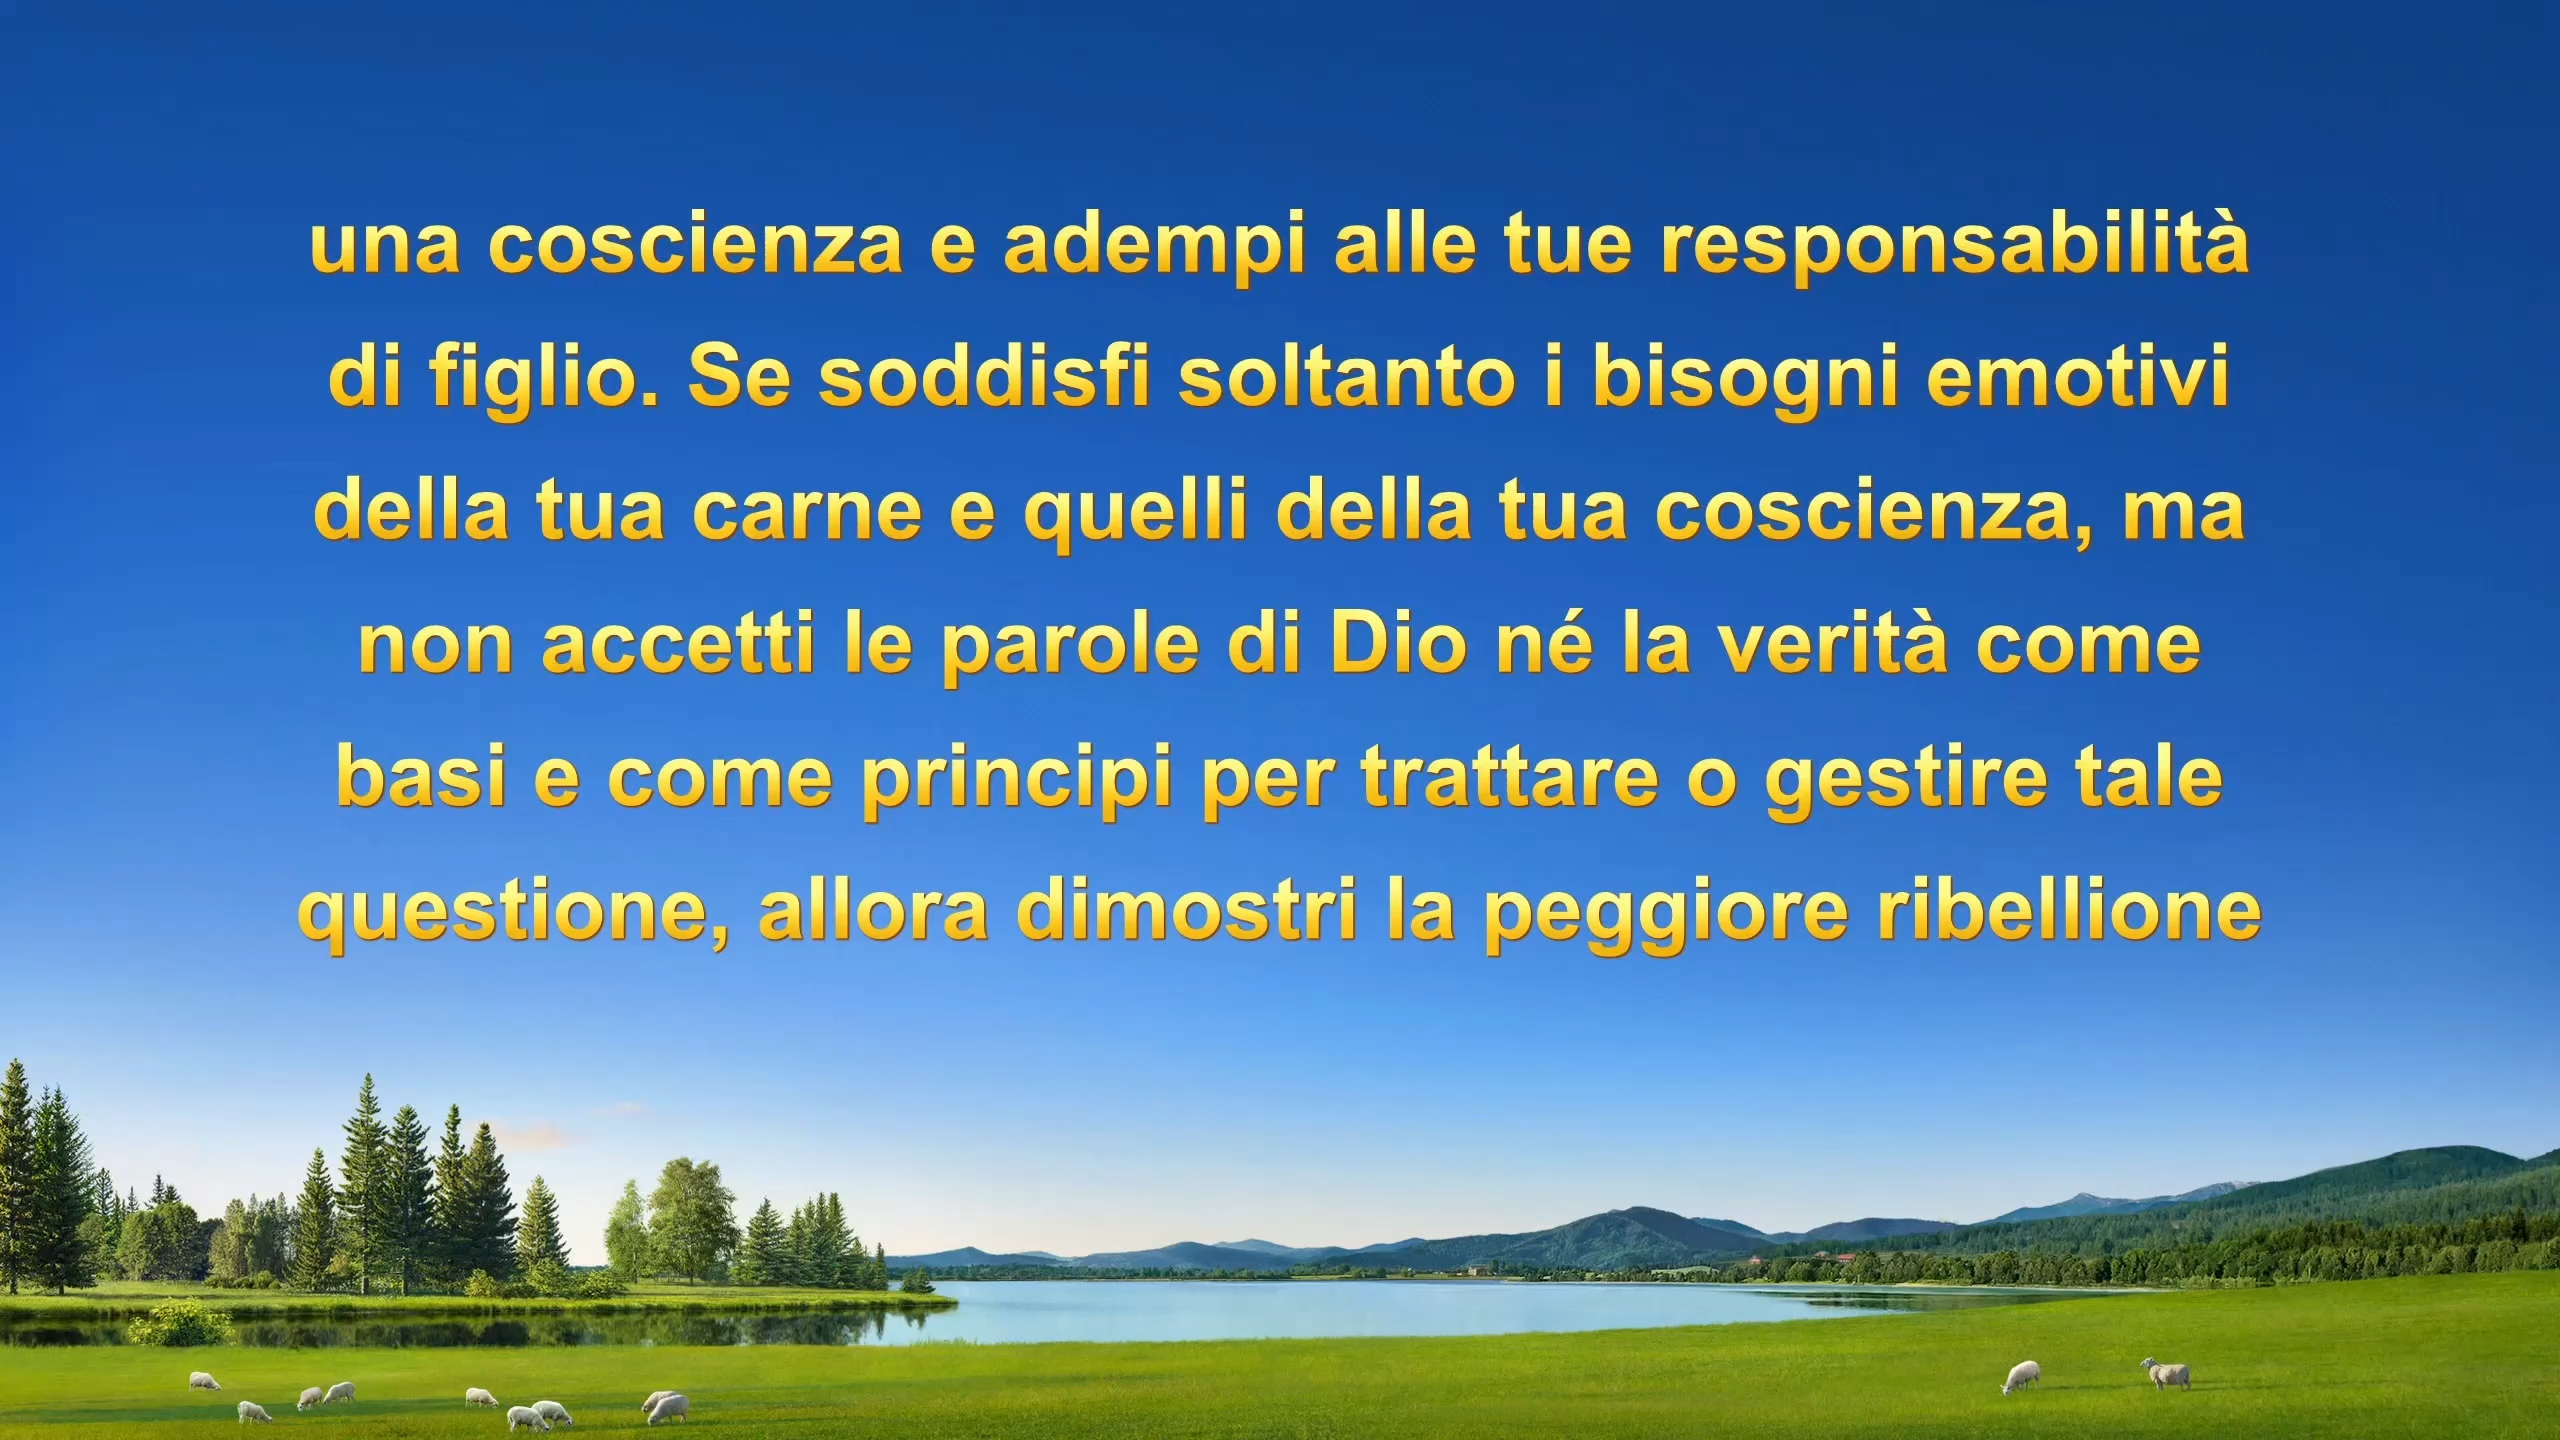 una coscienza e adempi alle tue responsabilità
di figlio. Se soddisfi soltanto i bisogni emotivi
della tua carne e quelli della tua coscienza, ma
non accetti le parole di Dio né la verità come
basi e come principi per trattare o gestire tale
questione, allora dimostri la peggiore ribellione